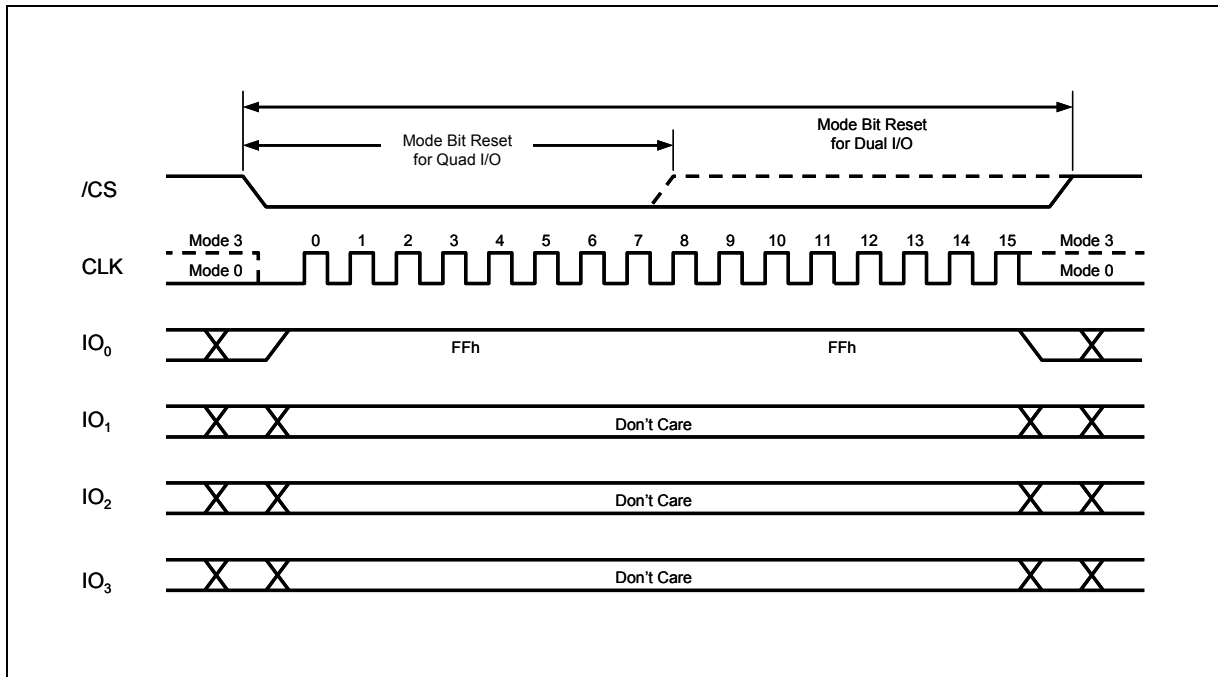 Mode Bit Reset
for Quad I/O
Mode Bit Reset
for Dual I/O
/CS
Mode 3
0 1 2 3 4 5 6 7 8 9 10 11 12 13 14 15
Mode 3
CLK
Mode 0
Mode 0
IO0
FFh
FFh
IO1
Don't Care
IO2
Don't Care
IO3
Don't Care